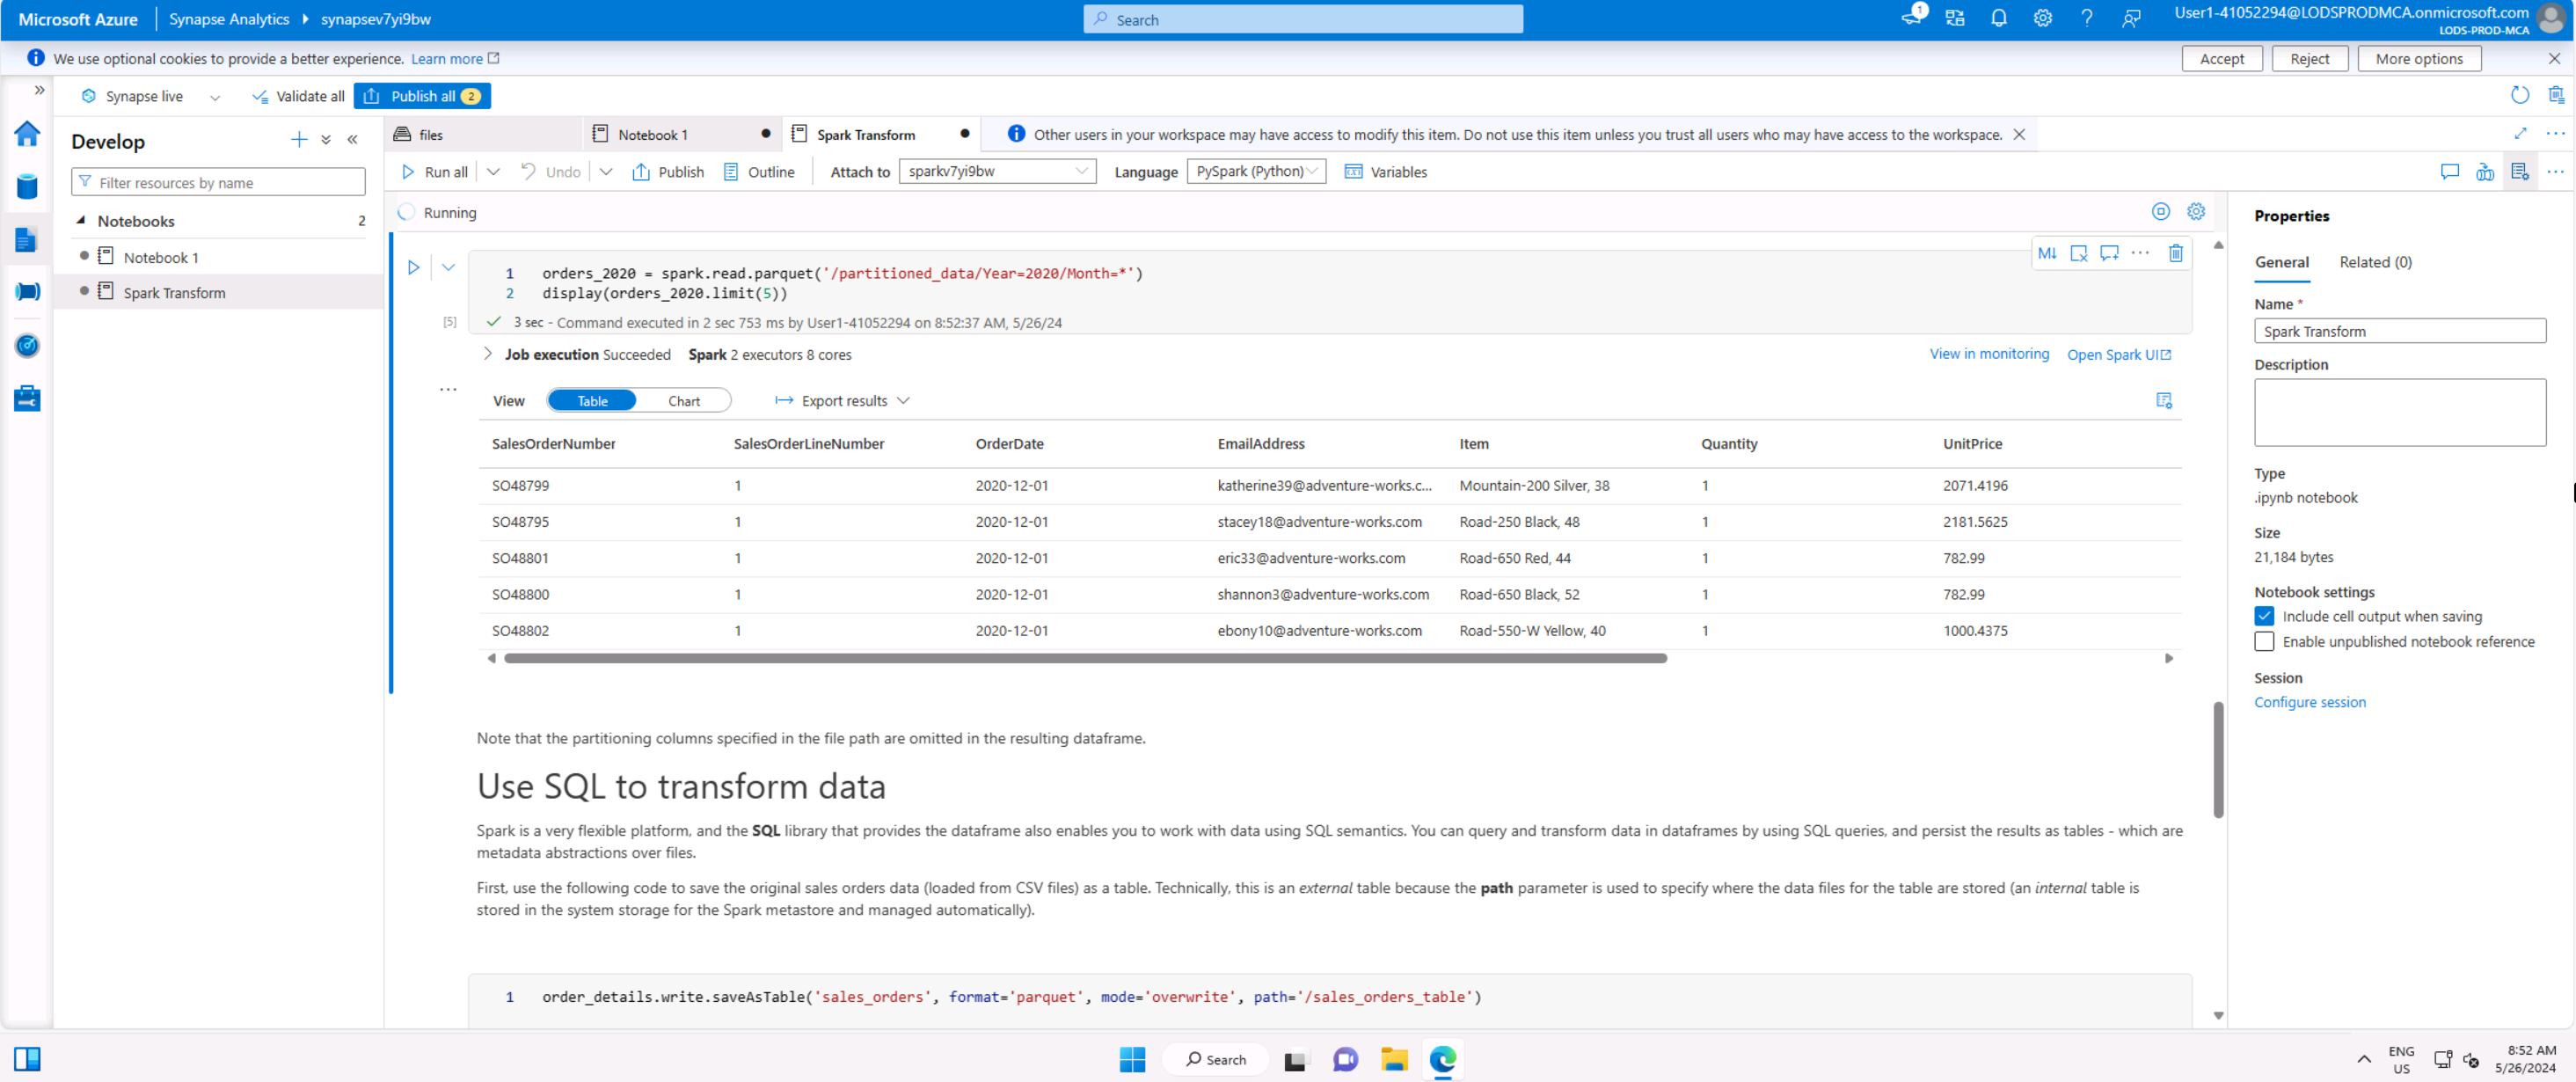 Microsoft Azure Synapse Analytics synapsev7yi9bw Search 1 User1-41052294@LODSPRODMCA.onmicrosoft.com
LODS-PROD-MCA
We use optional cookies to provide a better experience. Learn more Accept Reject More options
Synapse live Validate all Publish all 2
Develop
files Notebook 1 Spark Transform Other users in your workspace may have access to modify this item. Do not use this item unless you trust all users who may have access to the workspace.
Run all Undo Publish Outline Attach to sparkv7yi9bw Language PySpark (Python) Variables
Filter resources by name
Notebooks 2
Notebook 1
Spark Transform
Running
M↓
1 orders_2020 = spark.read.parquet('/partitioned_data/Year=2020/Month=*')
2 display(orders_2020.limit(5))
[5] 3 sec - Command executed in 2 sec 753 ms by User1-41052294 on 8:52:37 AM, 5/26/24
Job execution Succeeded Spark 2 executors 8 cores View in monitoring Open Spark UI
View Table Chart Export results
SalesOrderNumber SalesOrderLineNumber OrderDate EmailAddress Item Quantity UnitPrice
SO48799 1 2020-12-01 katherine39@adventure-works.c... Mountain-200 Silver, 38 1 2071.4196
SO48795 1 2020-12-01 stacey18@adventure-works.com Road-250 Black, 48 1 2181.5625
SO48801 1 2020-12-01 eric33@adventure-works.com Road-650 Red, 44 1 782.99
SO48800 1 2020-12-01 shannon3@adventure-works.com Road-650 Black, 52 1 782.99
SO48802 1 2020-12-01 ebony10@adventure-works.com Road-550-W Yellow, 40 1 1000.4375
Note that the partitioning columns specified in the file path are omitted in the resulting dataframe.
Use SQL to transform data
Spark is a very flexible platform, and the SQL library that provides the dataframe also enables you to work with data using SQL semantics. You can query and transform data in dataframes by using SQL queries, and persist the results as tables - which are
metadata abstractions over files.
First, use the following code to save the original sales orders data (loaded from CSV files) as a table. Technically, this is an external table because the path parameter is used to specify where the data files for the table are stored (an internal table is
stored in the system storage for the Spark metastore and managed automatically).
1 order_details.write.saveAsTable('sales_orders', format='parquet', mode='overwrite', path='/sales_orders_table')
Properties
General Related (0)
Name *
Spark Transform
Description
Type
.ipynb notebook
Size
21,184 bytes
Notebook settings
Include cell output when saving
Enable unpublished notebook reference
Session
Configure session
Search
ENG
US
8:52 AM
5/26/2024